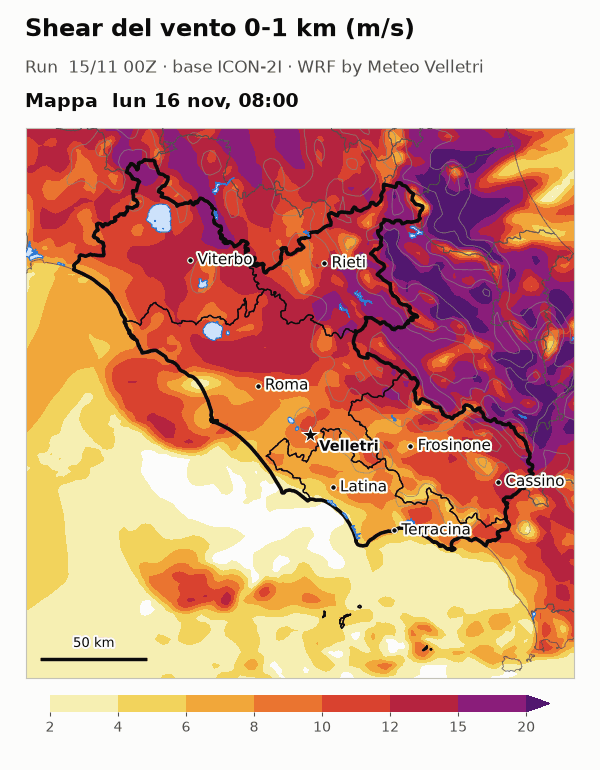 Shear del vento 0-1 km (m/s)
Run 15/11 00Z · base ICON-2I · WRF by Meteo Velletri
Mappa lun 16 nov, 08:00
Viterbo
Rieti
Roma
Velletri
Frosinone
Latina
Cassino
Terracina
50 km
2 4 6 8 10 12 15 20